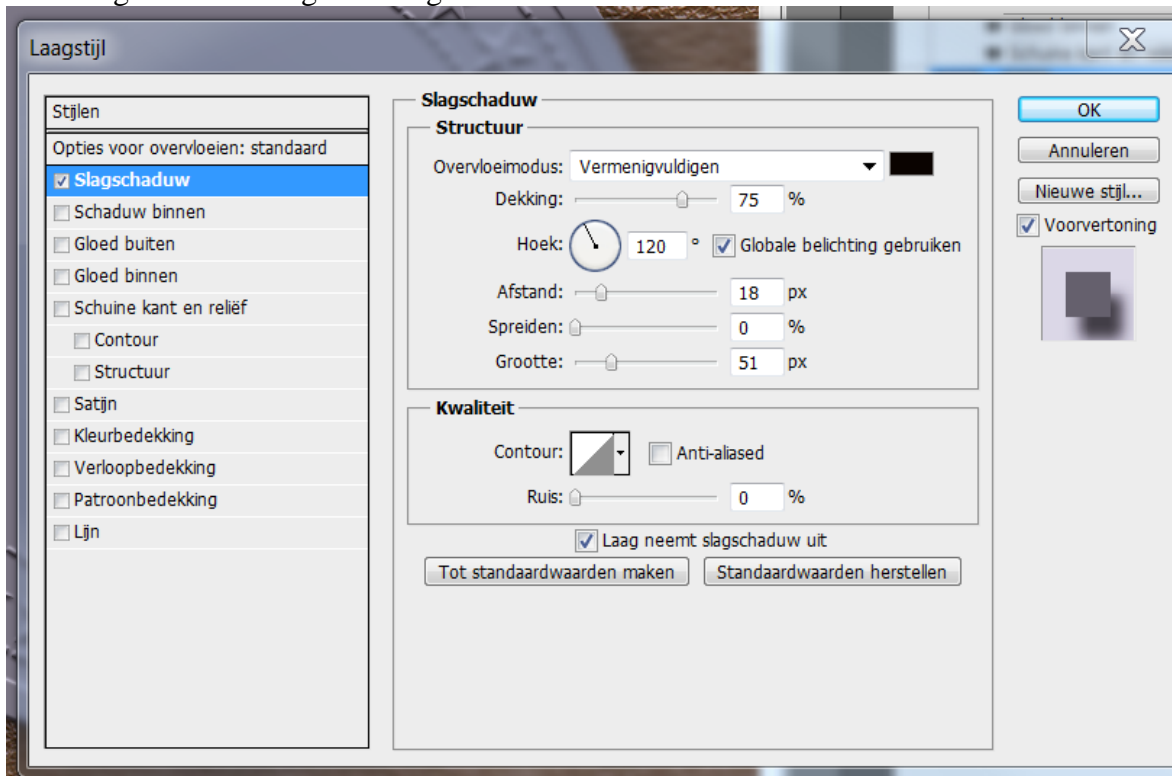 Laagstijl
Stijlen
Opties voor overvloeien: standaard
Slagschaduw
Schaduw binnen
Gloed buiten
Gloed binnen
Schuine kant en reliëf
Contour
Structuur
Satijn
Kleurbedekking
Verloopbedekking
Patroonbedekking
Lijn
Slagschaduw
Structuur
Overvloeimodus: Vermenigvuldigen
Dekking: 75 %
Hoek: 120 ° Globale belichting gebruiken
Afstand: 18 px
Spreiden: 0 %
Grootte: 51 px
Kwaliteit
Contour: Anti-aliased
Ruis: 0 %
Laag neemt slagschaduw uit
Tot standaardwaarden maken Standaardwaarden herstellen
OK
Annuleren
Nieuwe stijl...
Voorvertoning